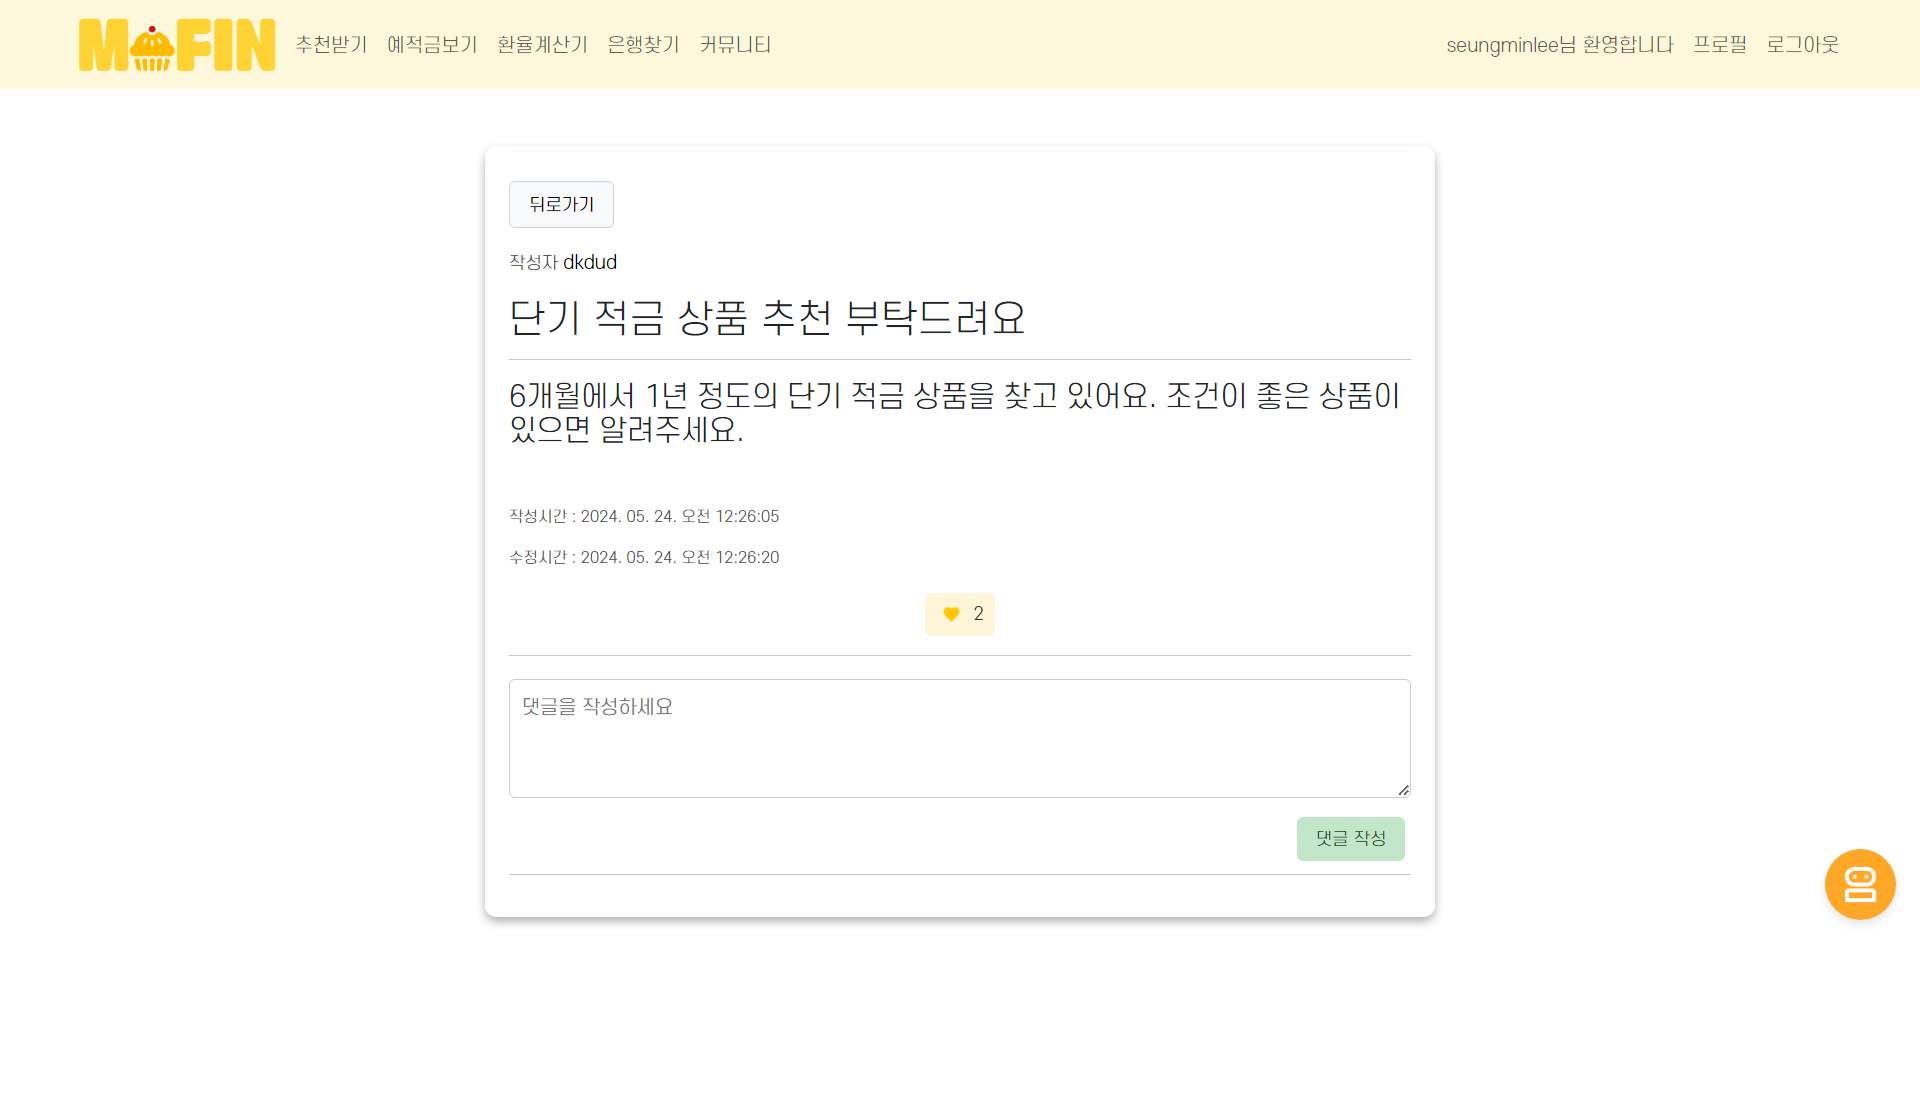 MOFIN 추천받기 예적금보기 환율계산기 은행찾기 커뮤니티 seungminlee님 환영합니다 프로필 로그아웃
뒤로가기
작성자 dkdud
단기 적금 상품 추천 부탁드려요
6개월에서 1년 정도의 단기 적금 상품을 찾고 있어요. 조건이 좋은 상품이
있으면 알려주세요.
작성시간 : 2024. 05. 24. 오전 12:26:05
수정시간 : 2024. 05. 24. 오전 12:26:20
2
댓글을 작성하세요
댓글 작성